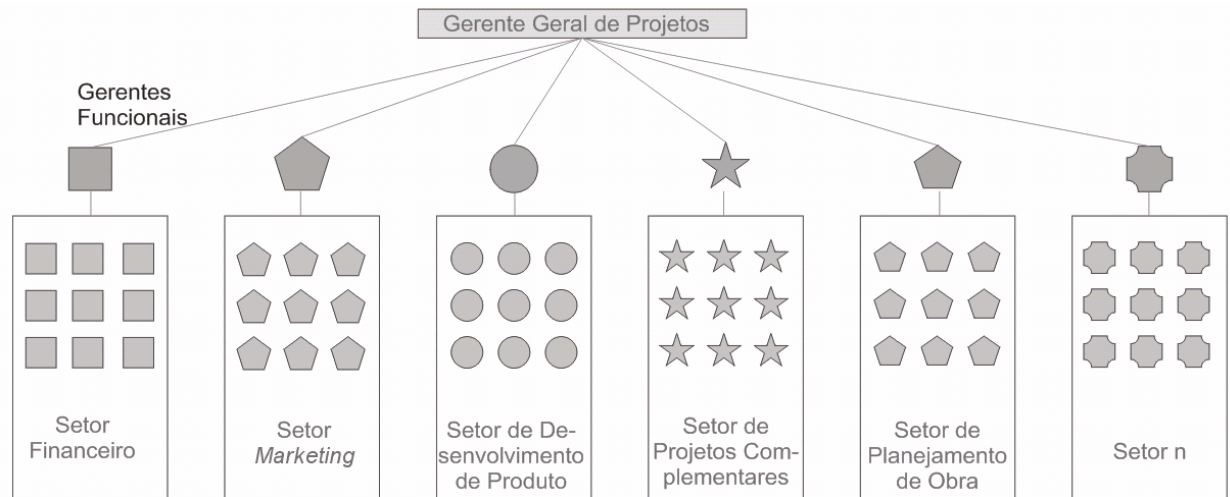 Gerente Geral de Projetos
Gerentes
Funcionais
Setor
Financeiro
Setor
Marketing
Setor de De-
senvolvimento
de Produto
Setor de
Projetos Com-
plementares
Setor de
Planejamento
de Obra
Setor n